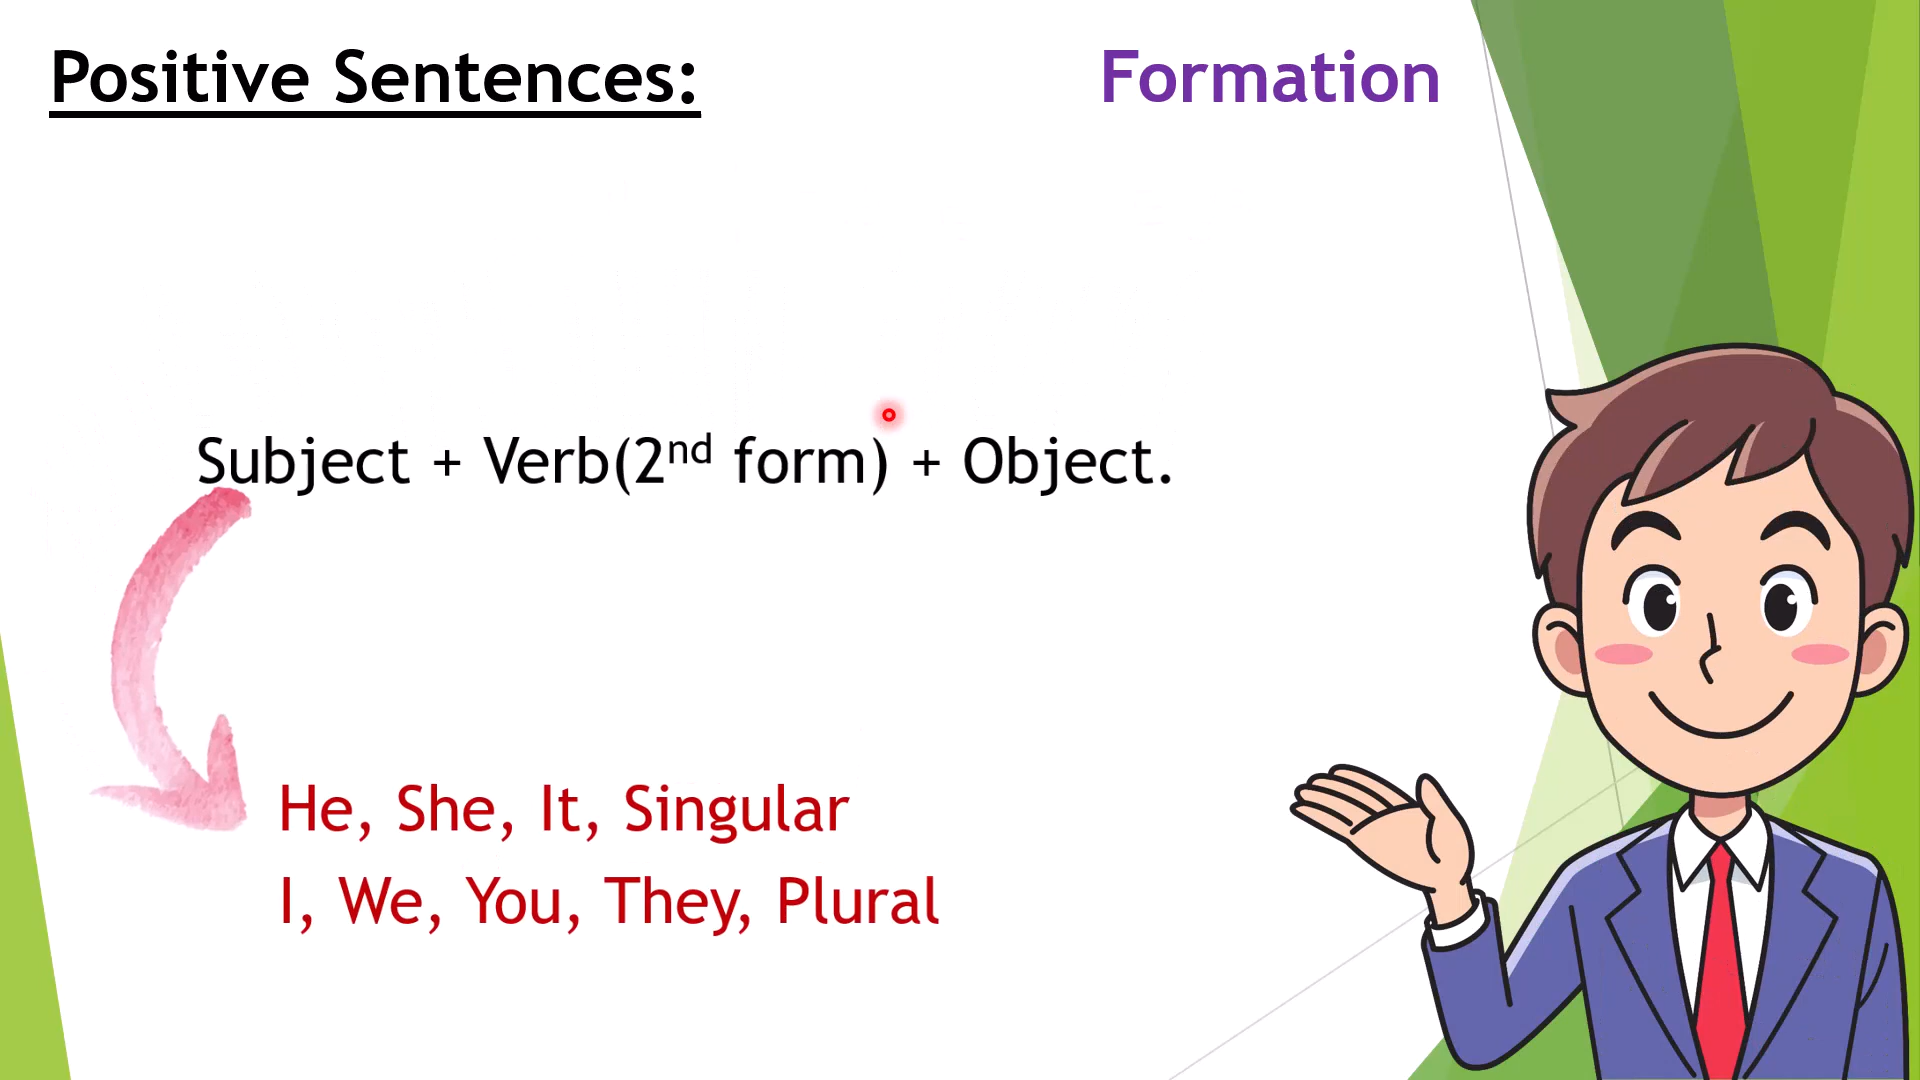 Positive Sentences:
Formation
Subject + Verb(2nd form) + Object.
He, She, It, Singular
I, We, You, They, Plural